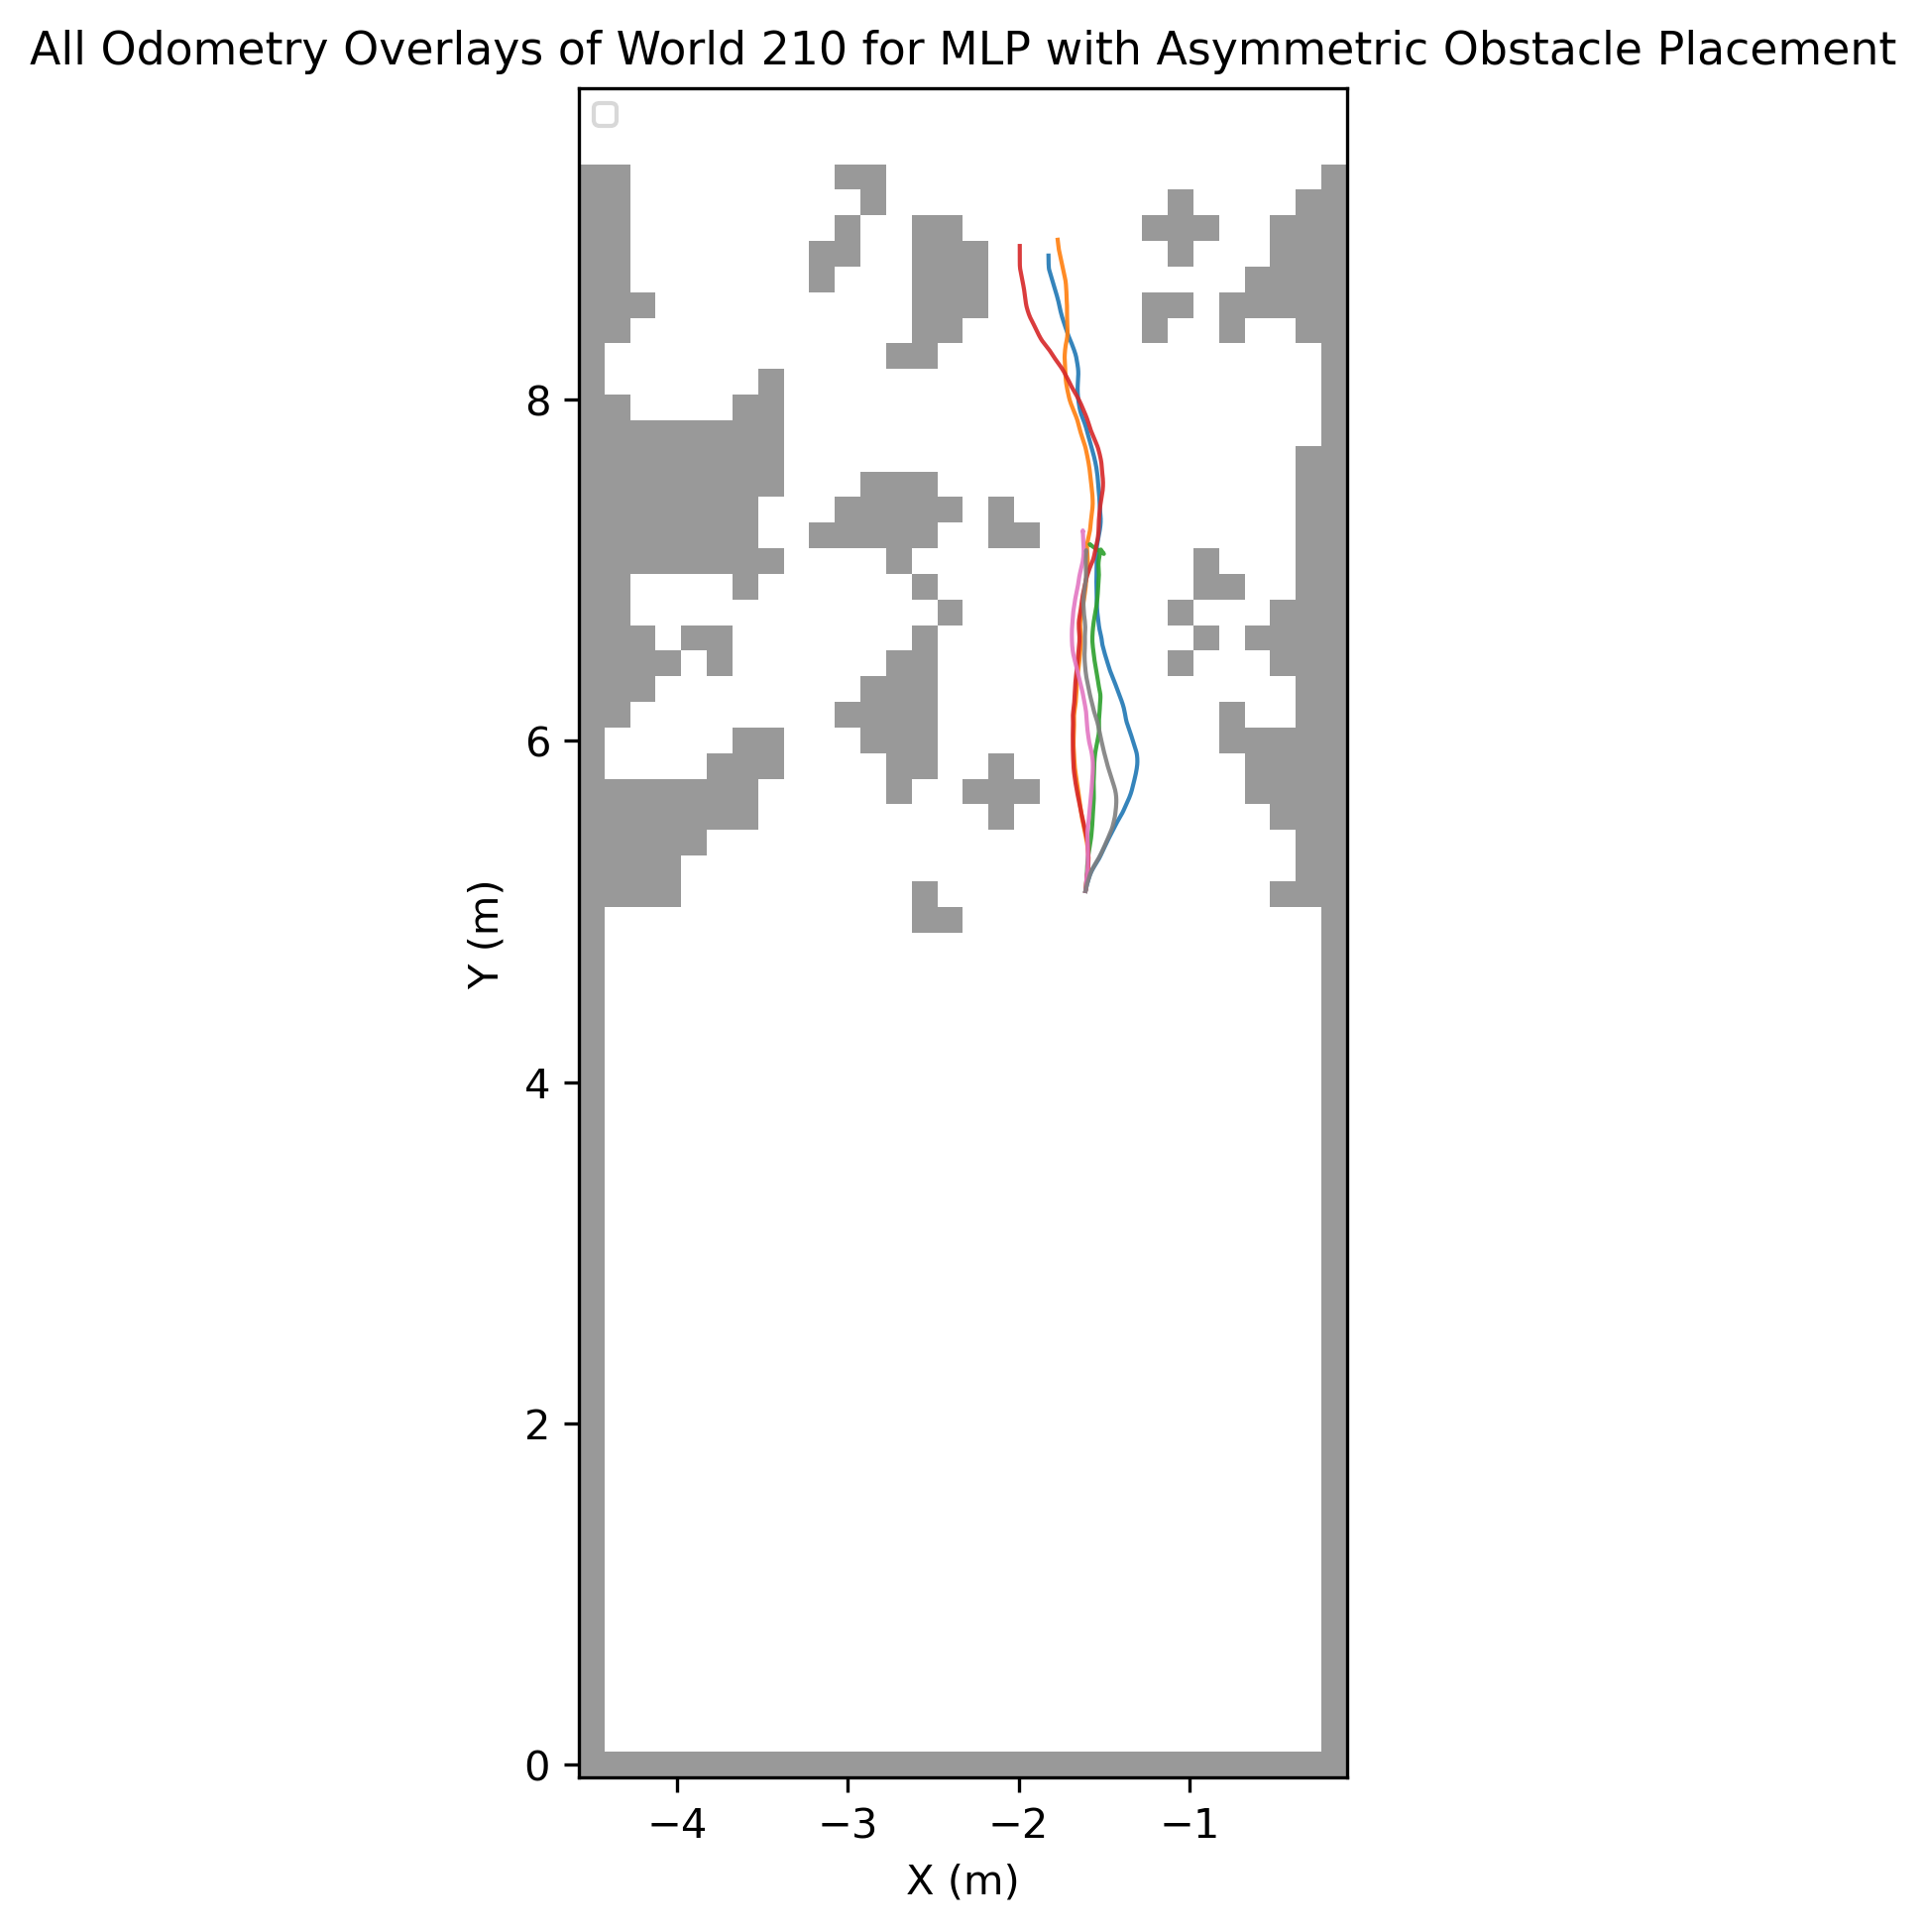 All Odometry Overlays of World 210 for MLP with Asymmetric Obstacle Placement
8
6
4
2
0
Y (m)
−4 −3 −2 −1
X (m)